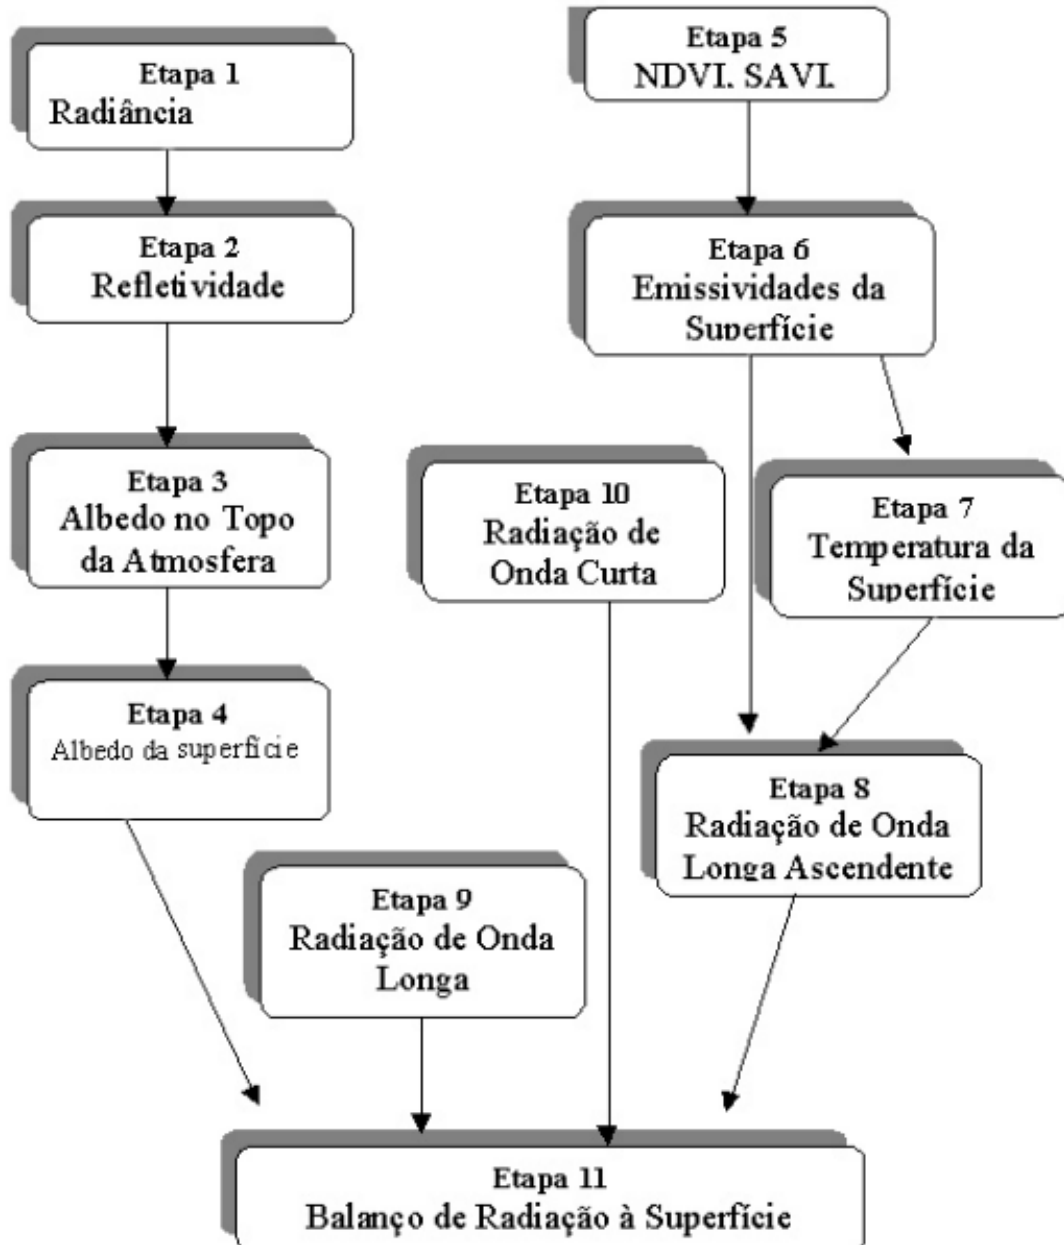 Etapa 1
Radiância
Etapa 2
Refletividade
Etapa 3
Albedo no Topo
da Atmosfera
Etapa 4
Albedo da superfície
Etapa 5
NDVI. SAVI.
Etapa 6
Emissividades da
Superfície
Etapa 7
Temperatura da
Superfície
Etapa 8
Radiação de Onda
Longa Ascendente
Etapa 9
Radiação de Onda
Longa
Etapa 10
Radiação de
Onda Curta
Etapa 11
Balanço de Radiação à Superfície